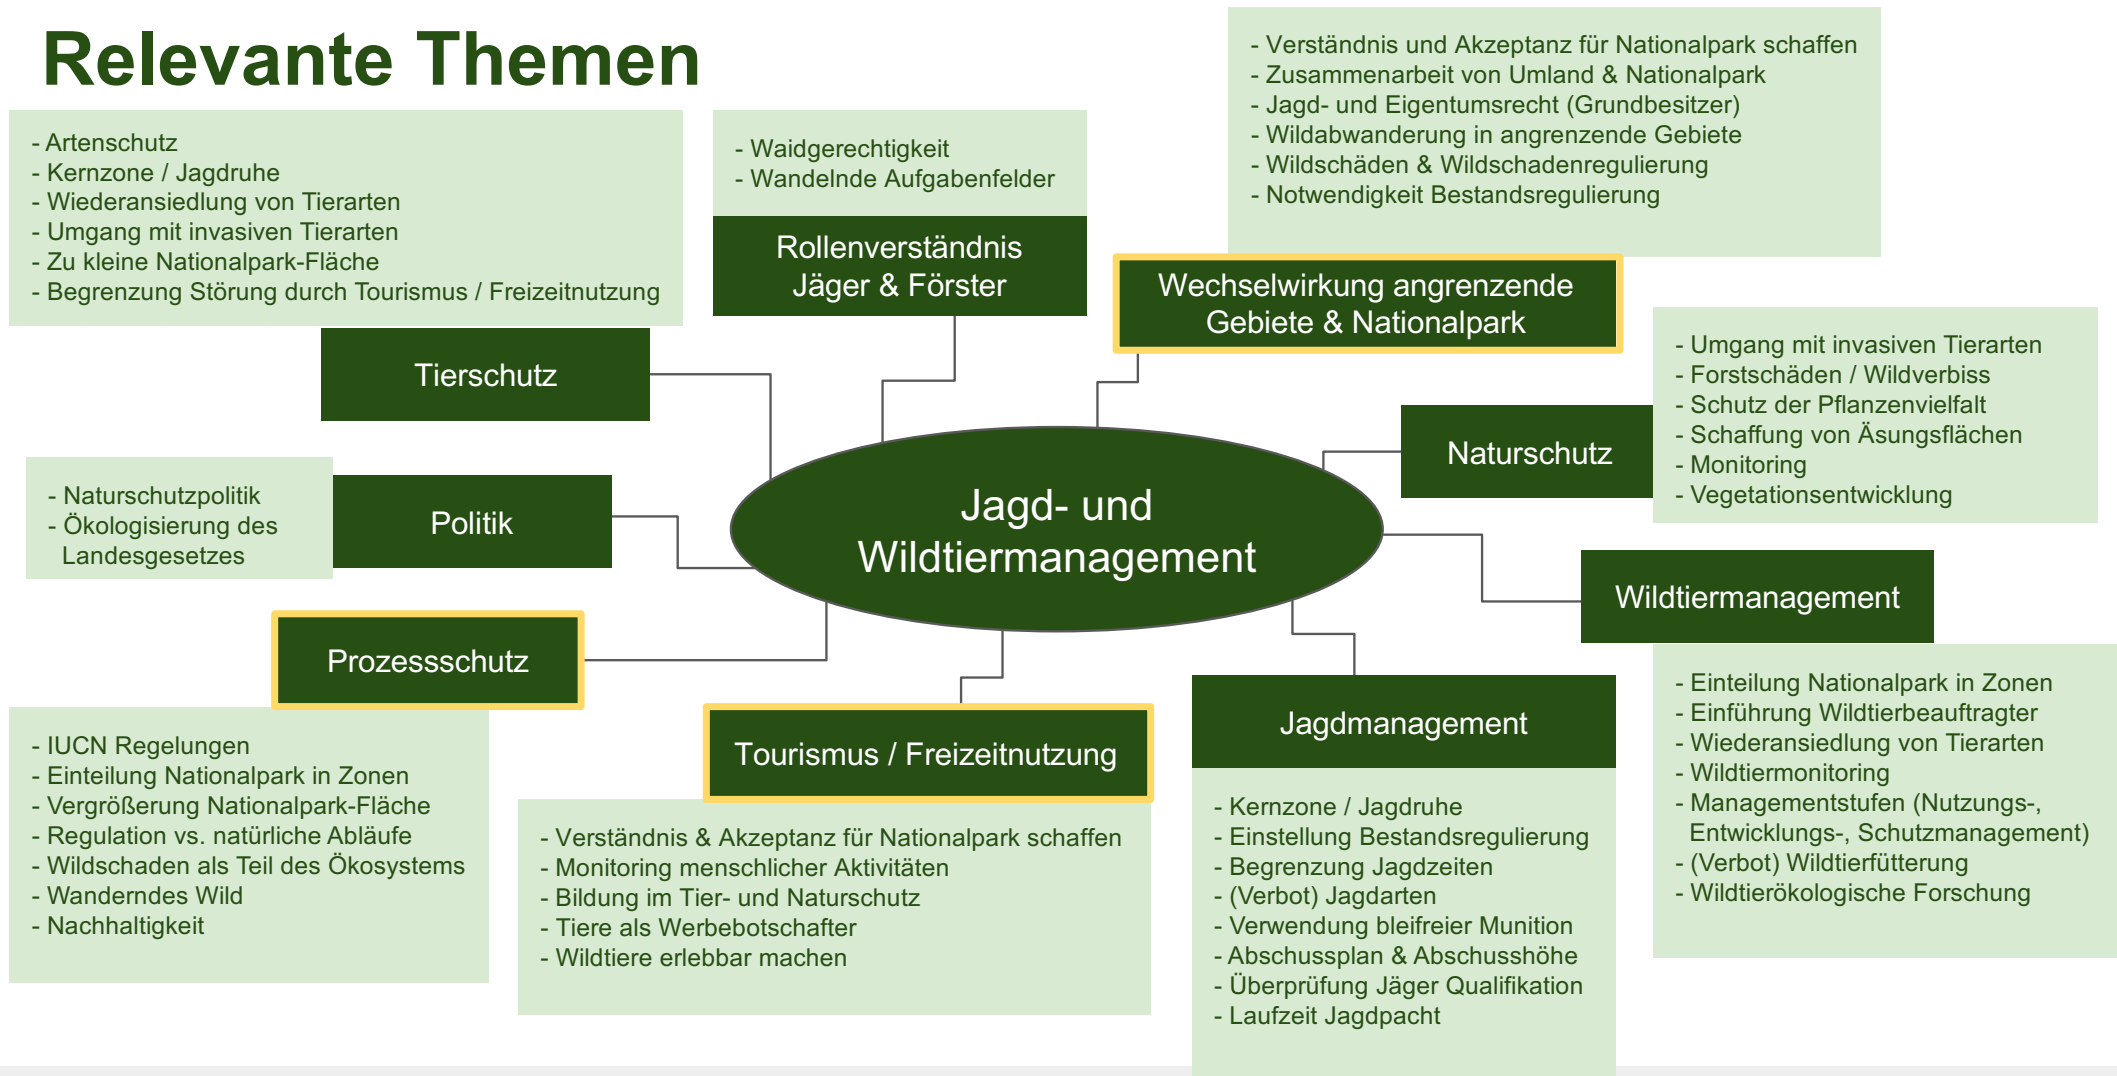 Relevante Themen
- Artenschutz
- Kernzone / Jagdruhe
- Wiederansiedlung von Tierarten
- Umgang mit invasiven Tierarten
- Zu kleine Nationalpark-Fläche
- Begrenzung Störung durch Tourismus / Freizeitnutzung
Tierschutz
- Waidgerechtigkeit
- Wandelnde Aufgabenfelder
Rollenverständnis
Jäger & Förster
- Verständnis und Akzeptanz für Nationalpark schaffen
- Zusammenarbeit von Umland & Nationalpark
- Jagd- und Eigentumsrecht (Grundbesitzer)
- Wildabwanderung in angrenzende Gebiete
- Wildschäden & Wildschadenregulierung
- Notwendigkeit Bestandsregulierung
Wechselwirkung angrenzende
Gebiete & Nationalpark
Naturschutz
- Umgang mit invasiven Tierarten
- Forstschäden / Wildverbiss
- Schutz der Pflanzenvielfalt
- Schaffung von Äsungsflächen
- Monitoring
- Vegetationsentwicklung
- Naturschutzpolitik
- Ökologisierung des
Landesgesetzes
Politik
Jagd- und
Wildtiermanagement
Wildtiermanagement
- Einteilung Nationalpark in Zonen
- Einführung Wildtierbeauftragter
- Wiederansiedlung von Tierarten
- Wildtiermonitoring
- Managementstufen (Nutzungs-,
Entwicklungs-, Schutzmanagement)
- (Verbot) Wildtierfütterung
- Wildtierökologische Forschung
Prozessschutz
- IUCN Regelungen
- Einteilung Nationalpark in Zonen
- Vergrößerung Nationalpark-Fläche
- Regulation vs. natürliche Abläufe
- Wildschaden als Teil des Ökosystems
- Wanderndes Wild
- Nachhaltigkeit
Tourismus / Freizeitnutzung
- Verständnis & Akzeptanz für Nationalpark schaffen
- Monitoring menschlicher Aktivitäten
- Bildung im Tier- und Naturschutz
- Tiere als Werbebotschafter
- Wildtiere erlebbar machen
Jagdmanagement
- Kernzone / Jagdruhe
- Einstellung Bestandsregulierung
- Begrenzung Jagdzeiten
- (Verbot) Jagdarten
- Verwendung bleifreier Munition
- Abschussplan & Abschusshöhe
- Überprüfung Jäger Qualifikation
- Laufzeit Jagdpacht